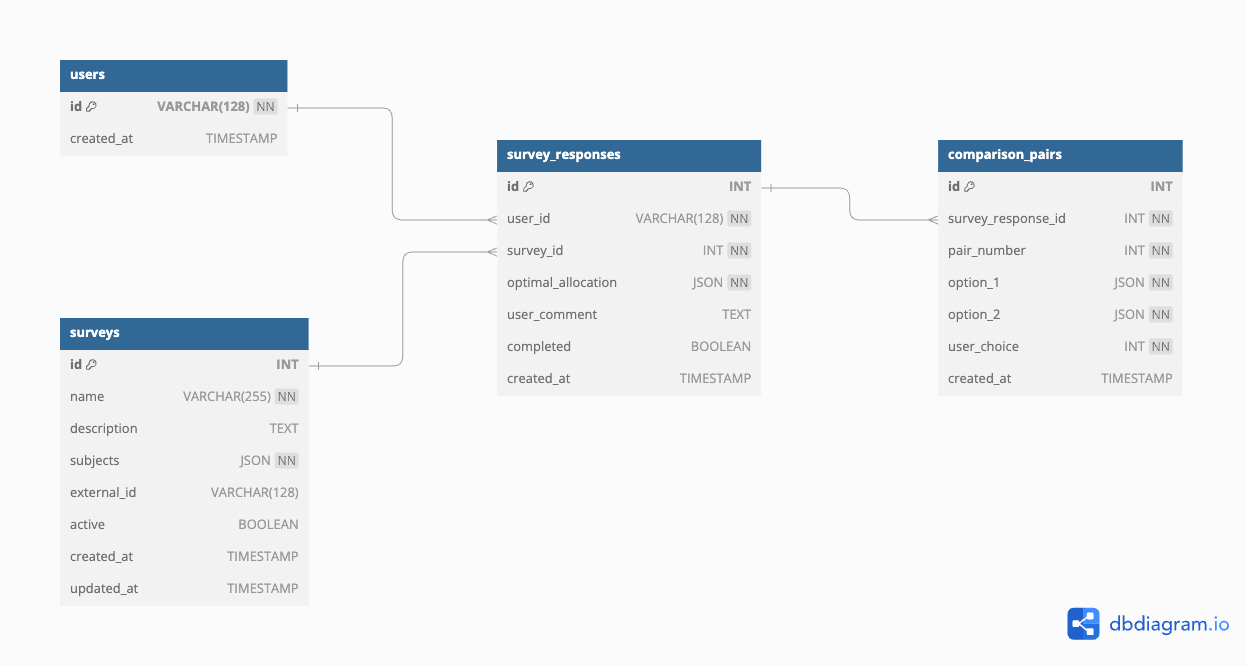 users
id VARCHAR(128) NN
created_at TIMESTAMP
surveys
id INT
name VARCHAR(255) NN
description TEXT
subjects JSON NN
external_id VARCHAR(128)
active BOOLEAN
created_at TIMESTAMP
updated_at TIMESTAMP
survey_responses
id INT
user_id VARCHAR(128) NN
survey_id INT NN
optimal_allocation JSON NN
user_comment TEXT
completed BOOLEAN
created_at TIMESTAMP
comparison_pairs
id INT
survey_response_id INT NN
pair_number INT NN
option_1 JSON NN
option_2 JSON NN
user_choice INT NN
created_at TIMESTAMP
dbdiagram.io